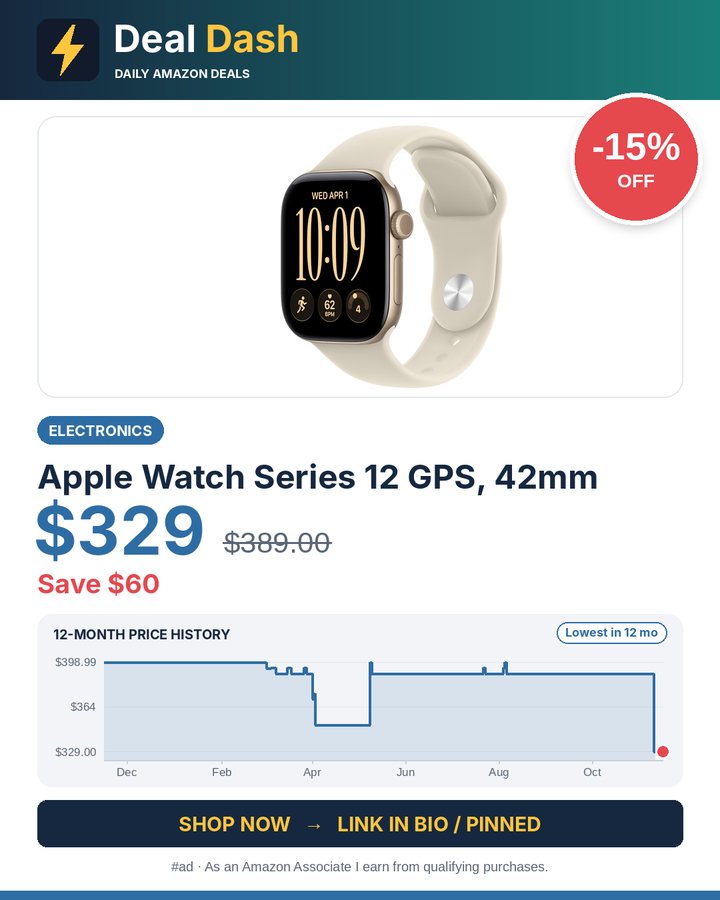 Deal Dash
DAILY AMAZON DEALS
-15%
OFF
WED APR 1
10:09
62
BPM
4
ELECTRONICS
Apple Watch Series 12 GPS, 42mm
$329 $389.00
Save $60
12-MONTH PRICE HISTORY
Lowest in 12 mo
$398.99
$364
$329.00
Dec Feb Apr Jun Aug Oct
SHOP NOW → LINK IN BIO / PINNED
#ad · As an Amazon Associate I earn from qualifying purchases.